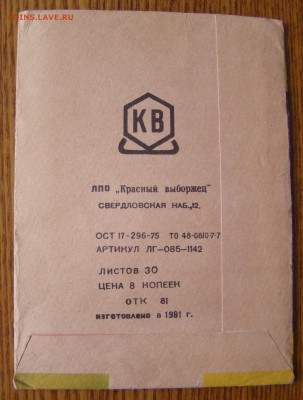 COINS.LAVE.RU
КВ
ЛПО „Красный выборжец"
СВЕРДЛОВСКАЯ НАБ.,12.
ОСТ 17-296-75 ТО 48-0810-7-7
АРТИКУЛ ЛГ-085-1142
ЛИСТОВ 30
ЦЕНА 8 КОПЕЕК
ОТК 81
изготовлено в 1981 г.